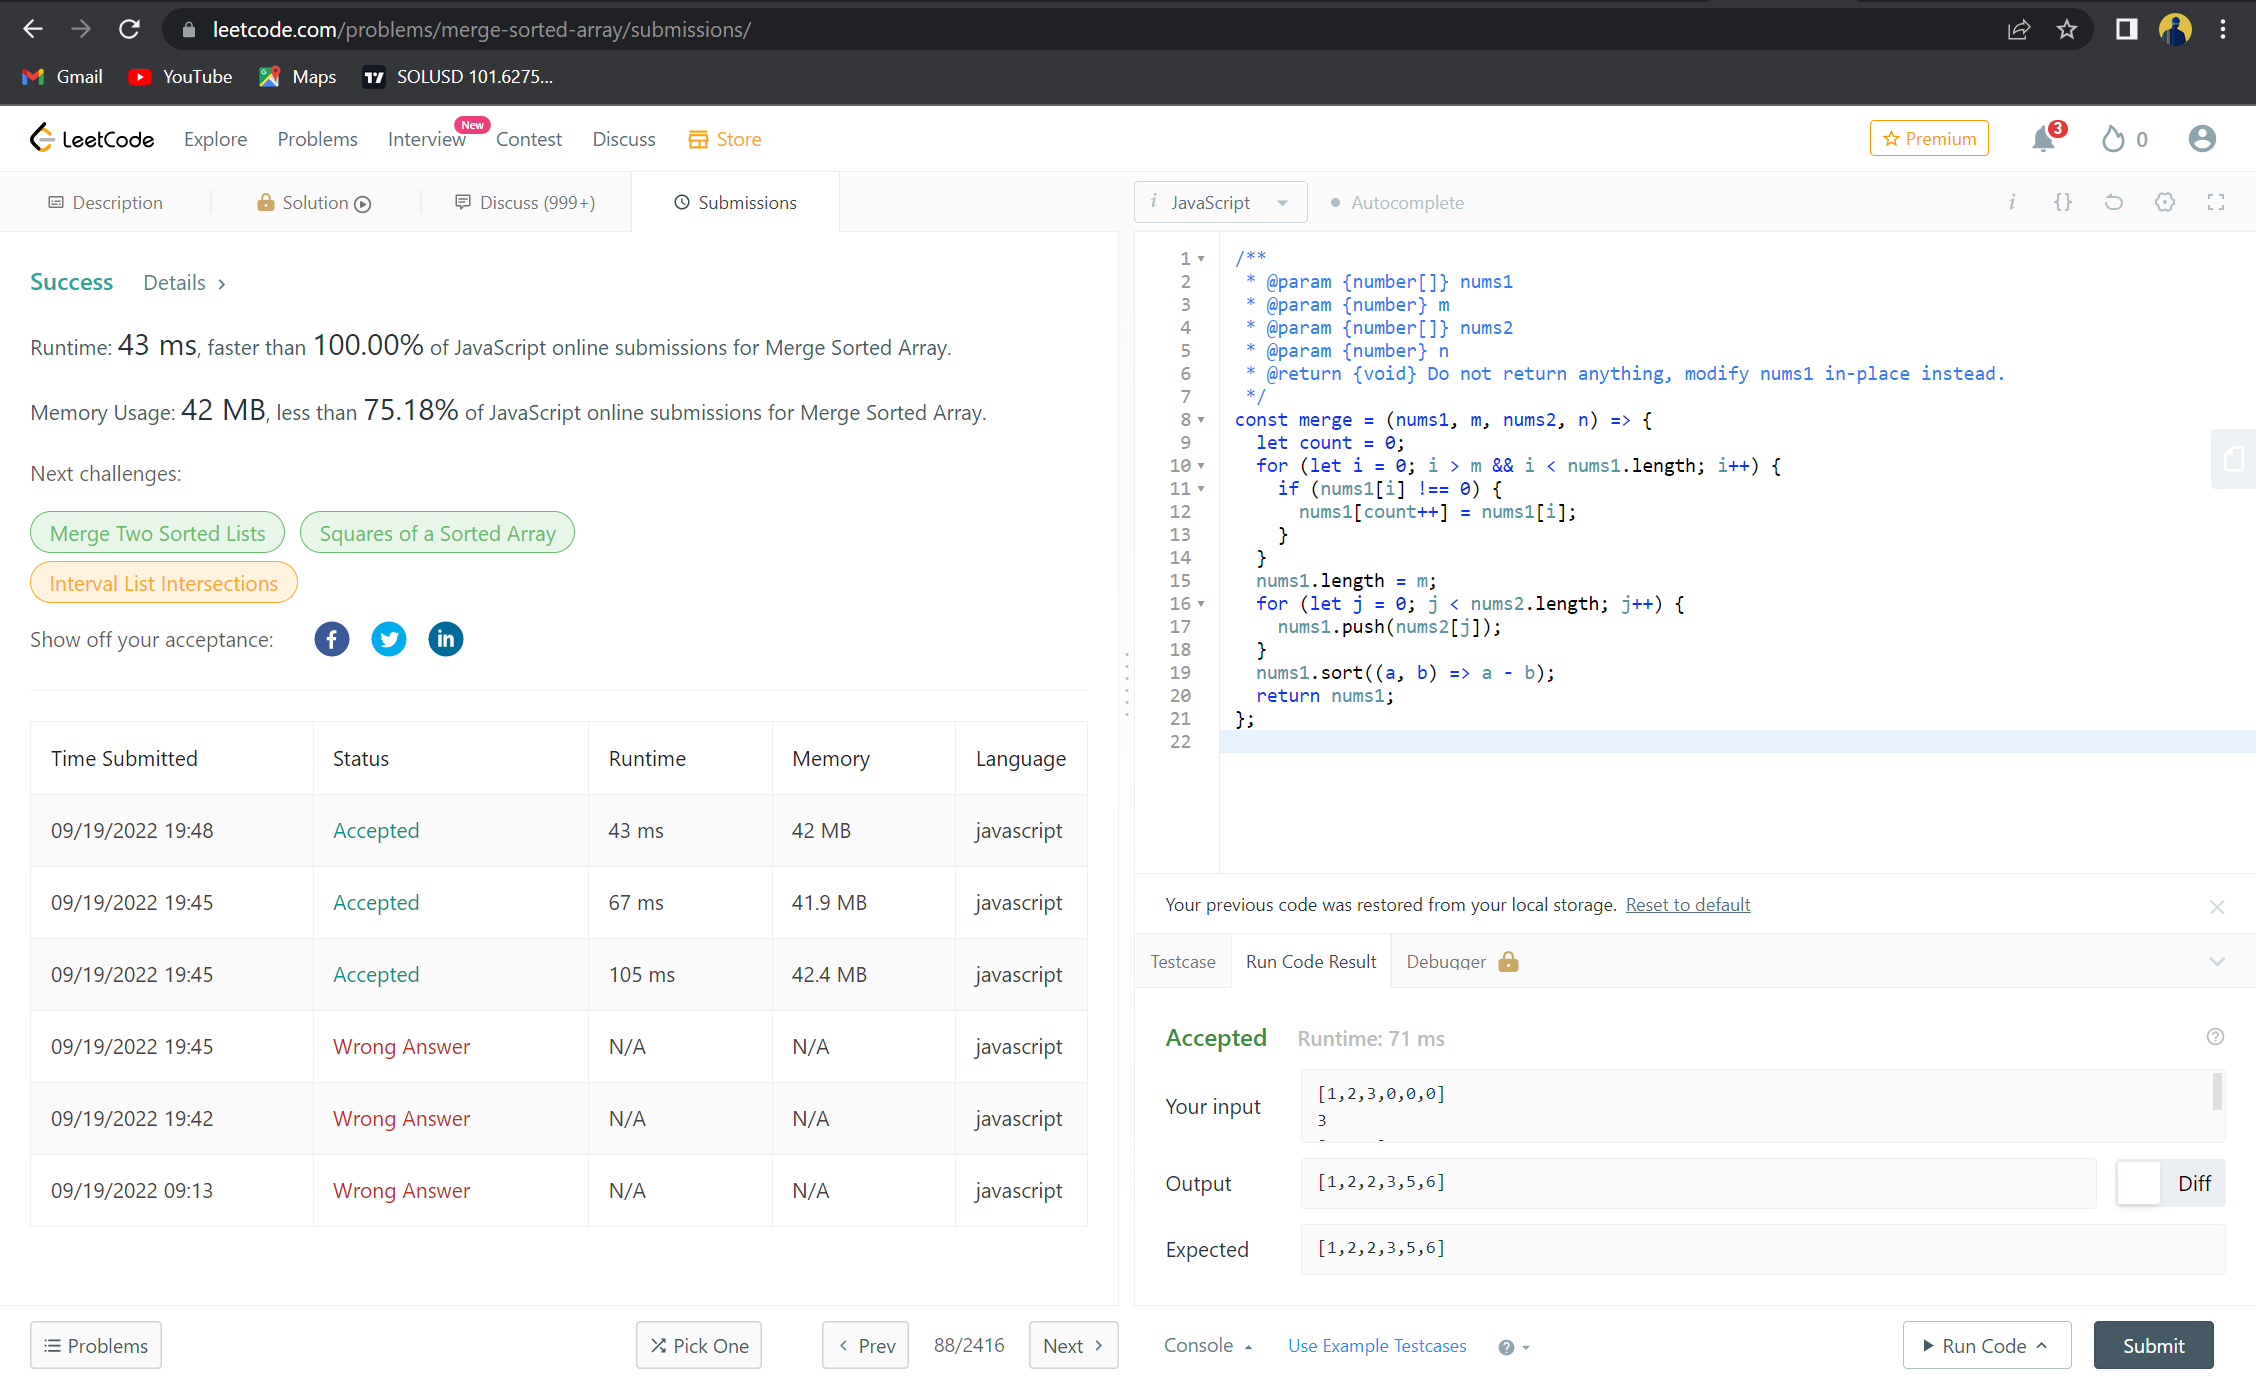 leetcode.com/problems/merge-sorted-array/submissions/
Gmail YouTube Maps SOLUSD 101.6275...
LeetCode Explore Problems Interview New Contest Discuss Store Premium 3 0
Description Solution Discuss (999+) Submissions
Success Details >
Runtime: 43 ms, faster than 100.00% of JavaScript online submissions for Merge Sorted Array.
Memory Usage: 42 MB, less than 75.18% of JavaScript online submissions for Merge Sorted Array.
Next challenges:
Merge Two Sorted Lists Squares of a Sorted Array
Interval List Intersections
Show off your acceptance:
Time Submitted Status Runtime Memory Language
09/19/2022 19:48 Accepted 43 ms 42 MB javascript
09/19/2022 19:45 Accepted 67 ms 41.9 MB javascript
09/19/2022 19:45 Accepted 105 ms 42.4 MB javascript
09/19/2022 19:45 Wrong Answer N/A N/A javascript
09/19/2022 19:42 Wrong Answer N/A N/A javascript
09/19/2022 09:13 Wrong Answer N/A N/A javascript
Problems Pick One < Prev 88/2416 Next >
i JavaScript Autocomplete i {}
1 /**
2 * @param {number[]} nums1
3 * @param {number} m
4 * @param {number[]} nums2
5 * @param {number} n
6 * @return {void} Do not return anything, modify nums1 in-place instead.
7 */
8 const merge = (nums1, m, nums2, n) => {
9 let count = 0;
10 for (let i = 0; i > m && i < nums1.length; i++) {
11 if (nums1[i] !== 0) {
12 nums1[count++] = nums1[i];
13 }
14 }
15 nums1.length = m;
16 for (let j = 0; j < nums2.length; j++) {
17 nums1.push(nums2[j]);
18 }
19 nums1.sort((a, b) => a - b);
20 return nums1;
21 };
22
Your previous code was restored from your local storage. Reset to default
Testcase Run Code Result Debugger
Accepted Runtime: 71 ms
Your input
[1,2,3,0,0,0]
3
Output [1,2,2,3,5,6] Diff
Expected [1,2,2,3,5,6]
Console Use Example Testcases Run Code Submit